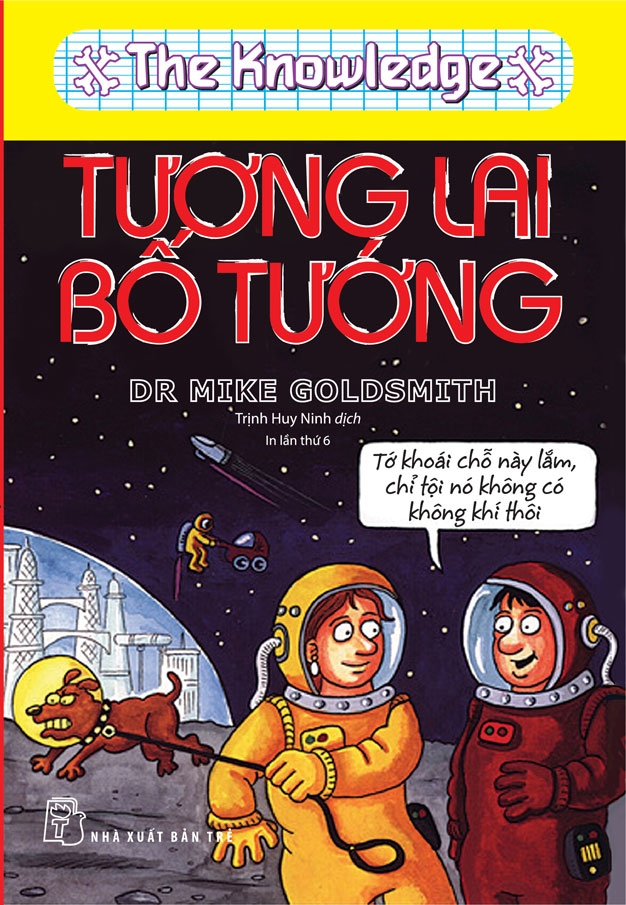 The Knowledge
TƯƠNG LAI
BỐ TƯỚNG
DR MIKE GOLDSMITH
Trịnh Huy Ninh dịch
In lần thứ 6
Tớ khoái chỗ này lắm,
chỉ tội nó không có
không khí thôi
NHÀ XUẤT BẢN TRẺ